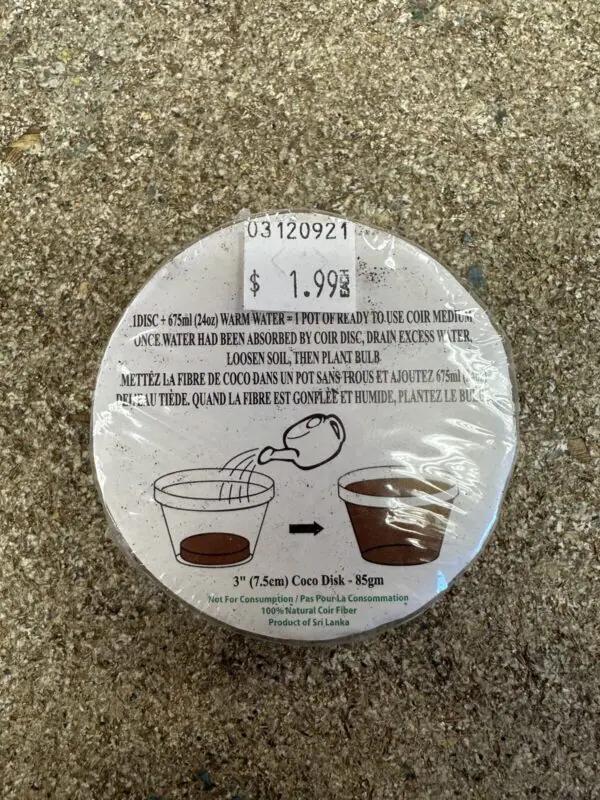 03120921
$ 1.99 EACH
1DISC + 675ml (24oz) WARM WATER = 1 POT OF READY TO USE COIR MEDIUM
ONCE WATER HAD BEEN ABSORBED BY COIR DISC, DRAIN EXCESS WATER,
LOOSEN SOIL, THEN PLANT BULB
METTEZ LA FIBRE DE COCO DANS UN POT SANS TROUS ET AJOUTEZ 675ml
DEL'EAU TIÈDE. QUAND LA FIBRE EST GONFLÉE ET HUMIDE, PLANTEZ LE
3" (7.5cm) Coco Disk - 85gm
Not For Consumption / Pas Pour La Consommation
100% Natural Coir Fiber
Product of Sri Lanka